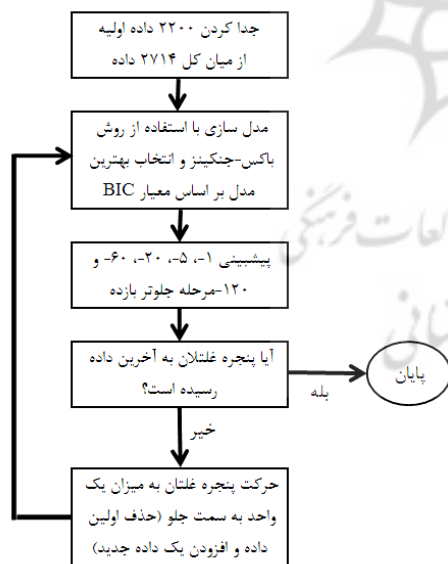 جدا کردن ۲۲۰۰ داده اولیه
از میان کل ۲۷۱۴ داده
مدل سازی با استفاده از روش
باکس-جنکینز و انتخاب بهترین
مدل بر اساس معیار BIC
پیشبینی ۱-، ۵-، ۲۰-، ۶۰- و
۱۲۰-مرحله جلوتر بازده
آیا پنجره غلتلان به آخرین داده
رسیده است؟
بله
پایان
خیر
حرکت پنجره غلتان به میزان یک
واحد به سمت جلو (حذف اولین
داده و افزودن یک داده جدید)